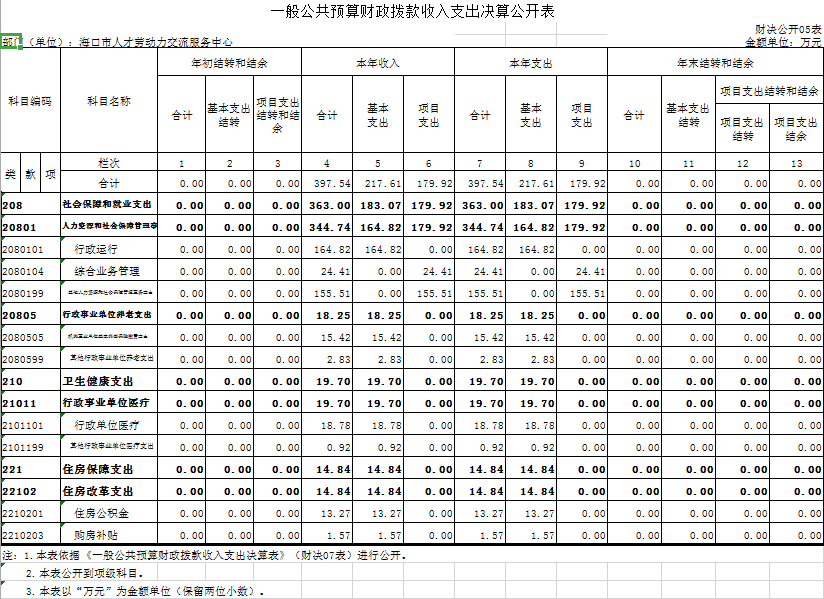 一般公共预算财政拨款收入支出决算公开表
财决公开05表
部门（单位）：海口市人才劳动力交流服务中心 金额单位：万元
科目编码 科目名称 年初结转和结余 本年收入 本年支出 年末结转和结余
合计 基本支出结转 项目支出结转和结余 合计 基本支出 项目支出 合计 基本支出 项目支出 合计 基本支出结转 项目支出结转和结余
项目支出结转 项目支出结余
类 款 项 栏次 1 2 3 4 5 6 7 8 9 10 11 12 13
合计 0.00 0.00 0.00 397.54 217.61 179.92 397.54 217.61 179.92 0.00 0.00 0.00 0.00
208 社会保障和就业支出 0.00 0.00 0.00 363.00 183.07 179.92 363.00 183.07 179.92 0.00 0.00 0.00 0.00
20801 人力资源和社会保障管理事 0.00 0.00 0.00 344.74 164.82 179.92 344.74 164.82 179.92 0.00 0.00 0.00 0.00
2080101 行政运行 0.00 0.00 0.00 164.82 164.82 0.00 164.82 164.82 0.00 0.00 0.00 0.00 0.00
2080104 综合业务管理 0.00 0.00 0.00 24.41 0.00 24.41 24.41 0.00 24.41 0.00 0.00 0.00 0.00
2080199 其他人力资源和社会保障管理事务支出 0.00 0.00 0.00 155.51 0.00 155.51 155.51 0.00 155.51 0.00 0.00 0.00 0.00
20805 行政事业单位养老支出 0.00 0.00 0.00 18.25 18.25 0.00 18.25 18.25 0.00 0.00 0.00 0.00 0.00
2080505 机关事业单位基本养老保险缴费支出 0.00 0.00 0.00 15.42 15.42 0.00 15.42 15.42 0.00 0.00 0.00 0.00 0.00
2080599 其他行政事业单位养老支出 0.00 0.00 0.00 2.83 2.83 0.00 2.83 2.83 0.00 0.00 0.00 0.00 0.00
210 卫生健康支出 0.00 0.00 0.00 19.70 19.70 0.00 19.70 19.70 0.00 0.00 0.00 0.00 0.00
21011 行政事业单位医疗 0.00 0.00 0.00 19.70 19.70 0.00 19.70 19.70 0.00 0.00 0.00 0.00 0.00
2101101 行政单位医疗 0.00 0.00 0.00 18.78 18.78 0.00 18.78 18.78 0.00 0.00 0.00 0.00 0.00
2101199 其他行政事业单位医疗支出 0.00 0.00 0.00 0.92 0.92 0.00 0.92 0.92 0.00 0.00 0.00 0.00 0.00
221 住房保障支出 0.00 0.00 0.00 14.84 14.84 0.00 14.84 14.84 0.00 0.00 0.00 0.00 0.00
22102 住房改革支出 0.00 0.00 0.00 14.84 14.84 0.00 14.84 14.84 0.00 0.00 0.00 0.00 0.00
2210201 住房公积金 0.00 0.00 0.00 13.27 13.27 0.00 13.27 13.27 0.00 0.00 0.00 0.00 0.00
2210203 购房补贴 0.00 0.00 0.00 1.57 1.57 0.00 1.57 1.57 0.00 0.00 0.00 0.00 0.00
注：1.本表依据《一般公共预算财政拨款收入支出决算表》（财决07表）进行公开。
2.本表公开到项级科目。
3.本表以“万元”为金额单位（保留两位小数）.